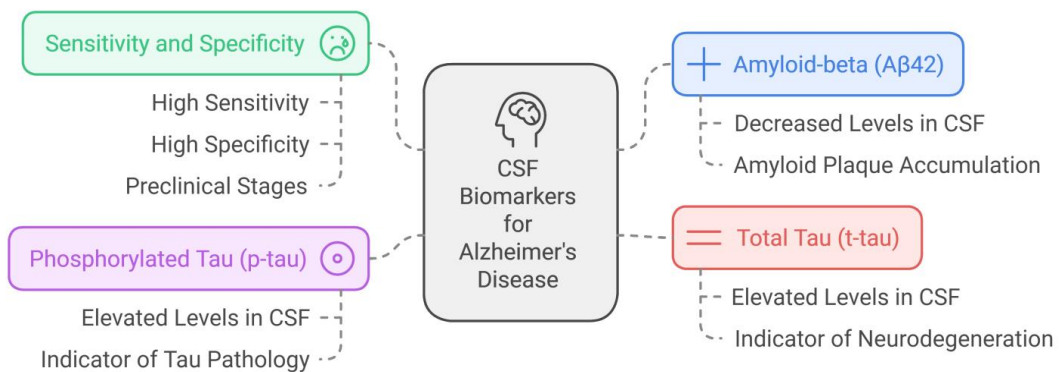 Sensitivity and Specificity
High Sensitivity
High Specificity
Preclinical Stages
Phosphorylated Tau (p-tau)
Elevated Levels in CSF
Indicator of Tau Pathology
CSF
Biomarkers
for
Alzheimer's
Disease
Amyloid-beta (Aβ42)
Decreased Levels in CSF
Amyloid Plaque Accumulation
Total Tau (t-tau)
Elevated Levels in CSF
Indicator of Neurodegeneration